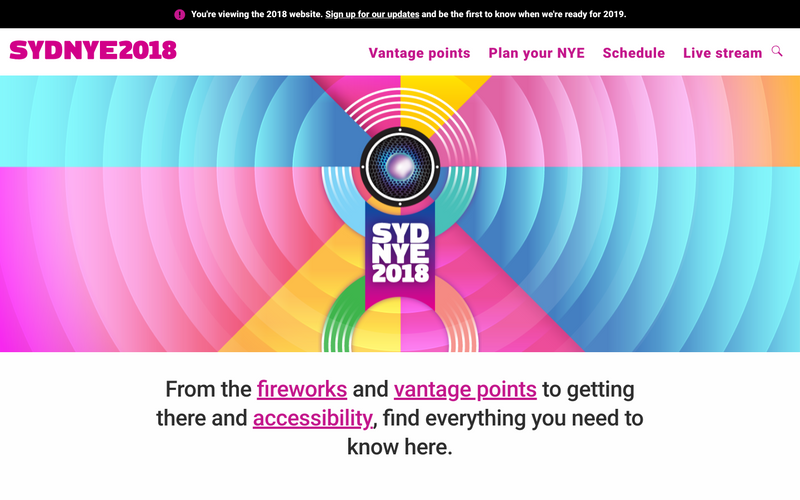 You're viewing the 2018 website. Sign up for our updates and be the first to know when we're ready for 2019.
SYDNYE2018
Vantage points
Plan your NYE
Schedule
Live stream
SYD
NYE
2018
From the fireworks and vantage points to getting
there and accessibility, find everything you need to
know here.